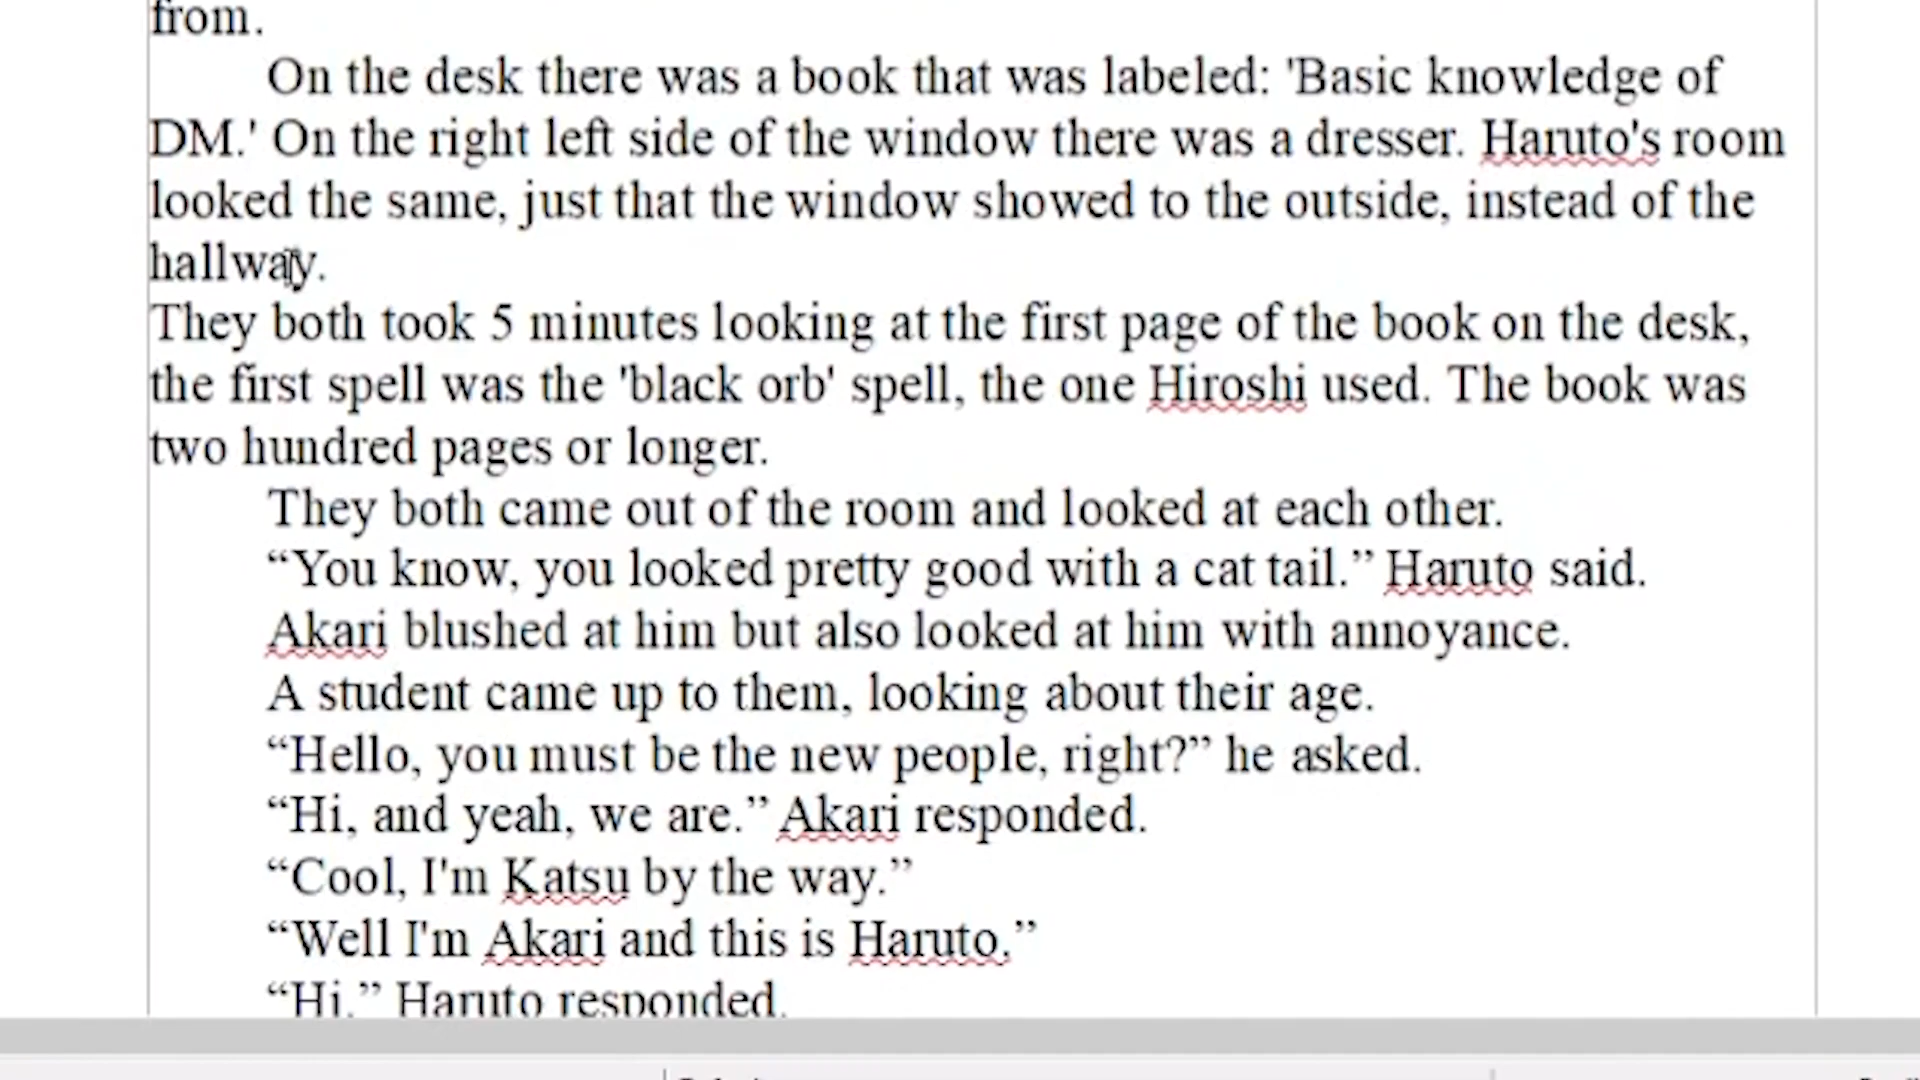 from.
On the desk there was a book that was labeled: 'Basic knowledge of
DM.' On the right left side of the window there was a dresser. Haruto's room
looked the same, just that the window showed to the outside, instead of the
hallway.
They both took 5 minutes looking at the first page of the book on the desk,
the first spell was the 'black orb' spell, the one Hiroshi used. The book was
two hundred pages or longer.
They both came out of the room and looked at each other.
“You know, you looked pretty good with a cat tail.” Haruto said.
Akari blushed at him but also looked at him with annoyance.
A student came up to them, looking about their age.
“Hello, you must be the new people, right?” he asked.
“Hi, and yeah, we are.” Akari responded.
“Cool, I'm Katsu by the way.”
“Well I'm Akari and this is Haruto.”
“Hi.” Haruto responded.